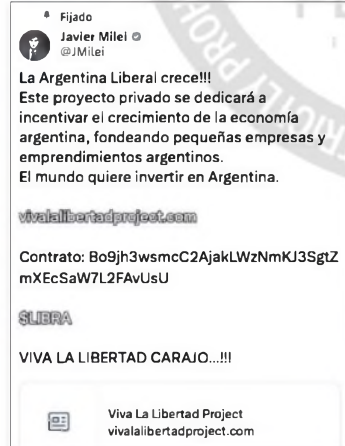 Fijado
Javier Milei
@JMilei
La Argentina Liberal crece!!!
Este proyecto privado se dedicará a
incentivar el crecimiento de la economía
argentina, fondeando pequeñas empresas y
emprendimientos argentinos.
El mundo quiere invertir en Argentina.
vivalalibertadproject.com
Contrato: Bo9jh3wsmcC2AjakLWzNmKJ3SgtZ
mXEcSaW7L2FAvUsU
$LIBRA
VIVA LA LIBERTAD CARAJO...!!!
Viva La Libertad Project
vivalalibertadproject.com